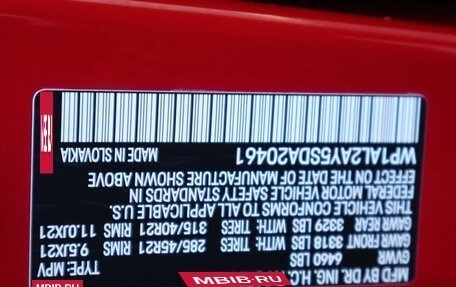 MFD BY DR. ING. H.C.
GVWR 6460 LBS TYPE MPV
GAWR FRONT 3318 LBS WITH: TIRES 285/45R21 RIMS 9.5JX21
GAWR REAR 3329 LBS WITH: TIRES 315/40R21 RIMS 11.0JX21
THIS VEHICLE CONFORMS TO ALL APPLICABLE U.S.
FEDERAL MOTOR VEHICLE SAFETY STANDARDS IN
EFFECT ON THE DATE OF MANUFACTURE SHOWN ABOVE
WP1AL2AY5SDA20461 MADE IN SLOVAKIA
MBIB.RU